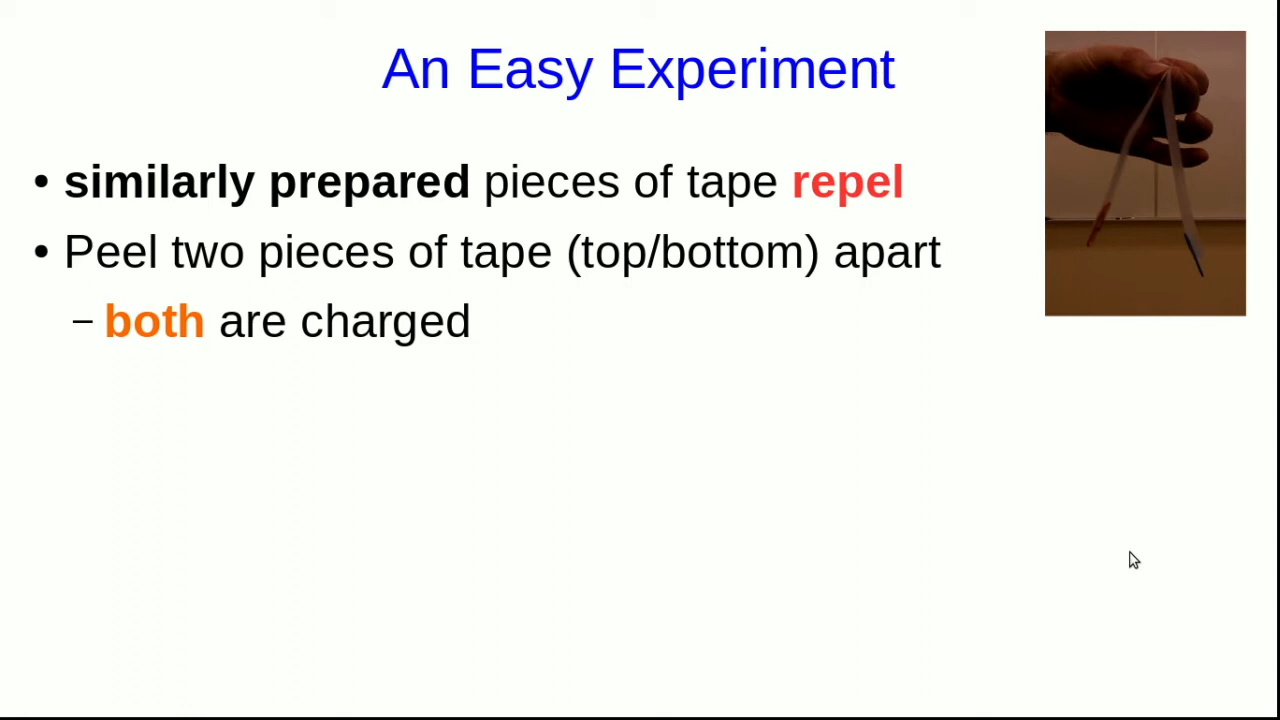 An Easy Experiment
• similarly prepared pieces of tape repel
• Peel two pieces of tape (top/bottom) apart
– both are charged